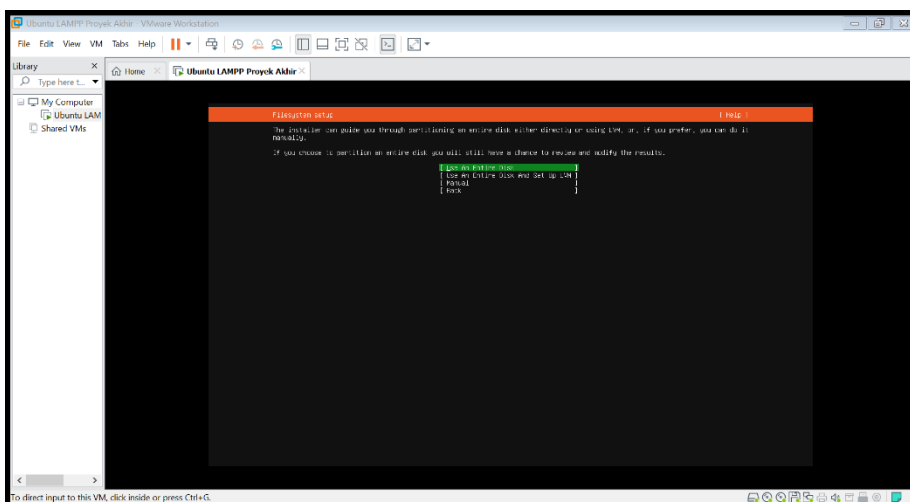 Ubuntu LAMPP Proyek Akhir - VMware Workstation
File Edit View VM Tabs Help
Library
Type here t...
Home
Ubuntu LAMPP Proyek Akhir
My Computer
Ubuntu LAM
Shared VMs
Filesystem setup [ Help ]
The installer can guide you through partitioning an entire disk either directly or using LVM, or, if you prefer, you can do it
manually.
If you choose to partition an entire disk you will still have a chance to review and modify the results.
[ Use An Entire Disk ]
[ Use An Entire Disk And Set Up LVM ]
[ Manual ]
[ Back ]
To direct input to this VM, click inside or press Ctrl+G.